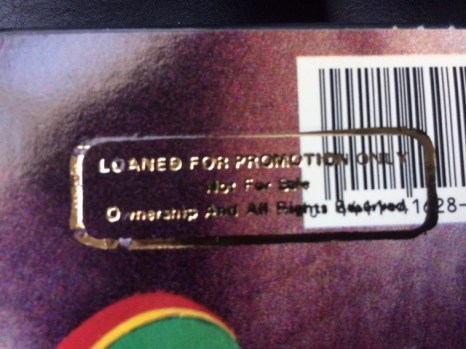 LOANED FOR PROMOTION ONLY
Not For Sale
Ownership And All Rights Reserved
1628-